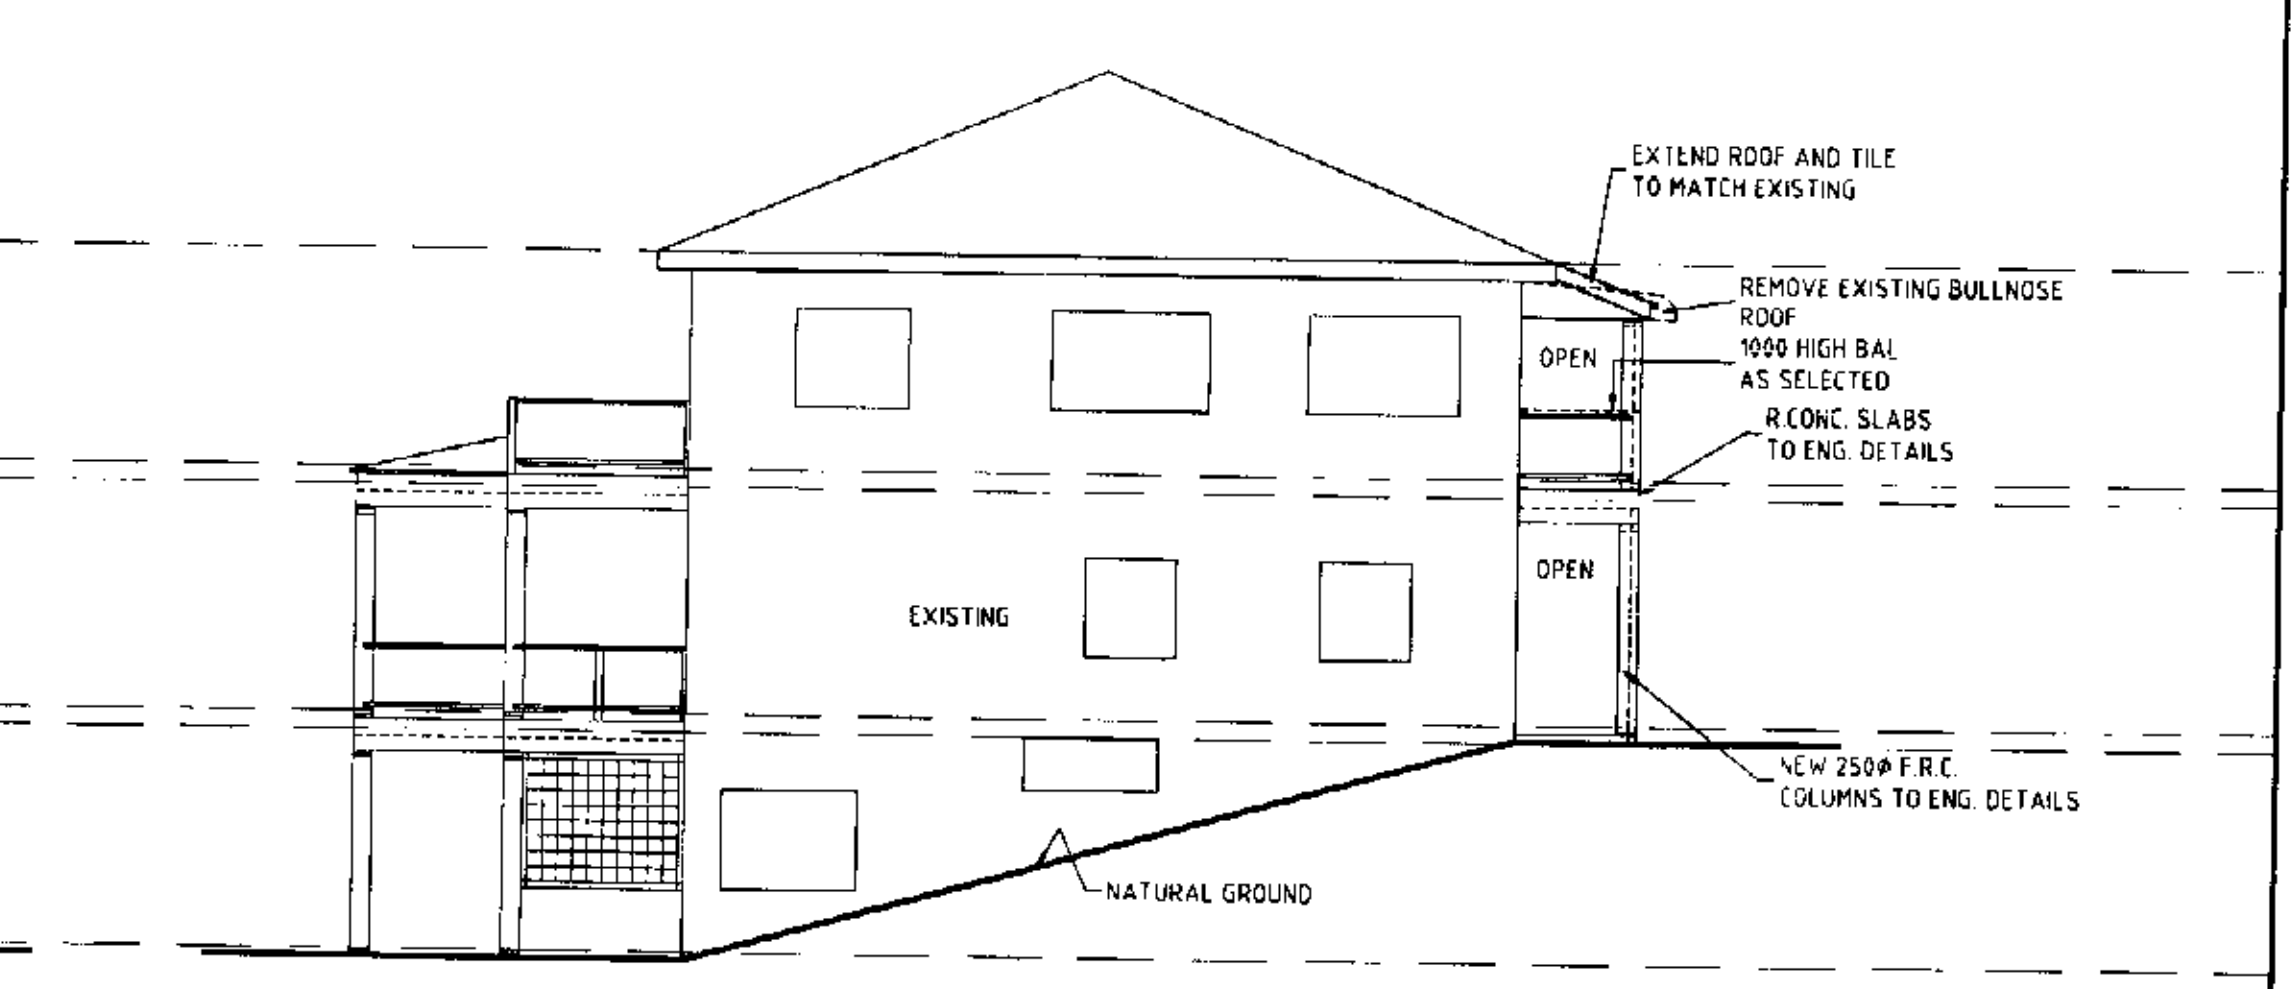 EXTEND ROOF AND TILE
TO MATCH EXISTING
REMOVE EXISTING BULLNOSE
ROOF
OPEN
1000 HIGH BAL
AS SELECTED
R.CONC. SLABS
TO ENG. DETAILS
OPEN
EXISTING
NEW 250Φ F.R.C.
COLUMNS TO ENG. DETAILS
NATURAL GROUND